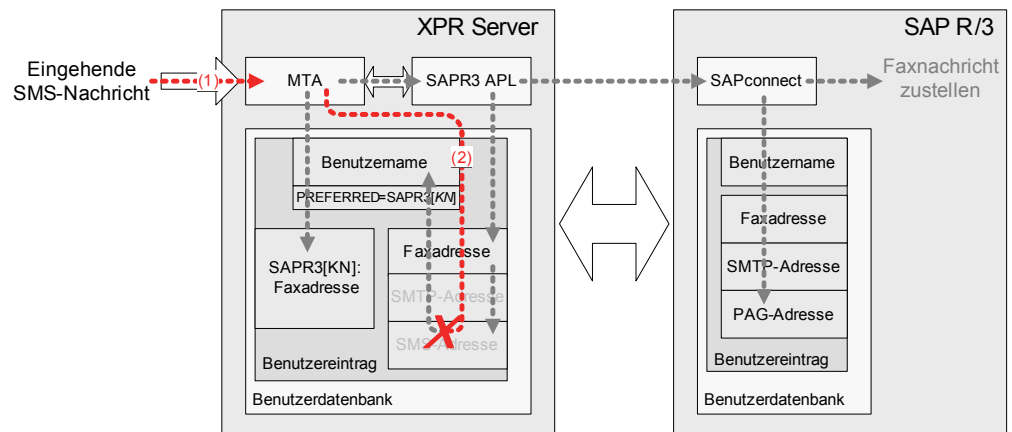 XPR Server
SAP R/3
Eingehende
SMS-Nachricht
(1)
MTA
SAPR3 APL
SAPconnect
Faxnachricht
zustellen
Benutzername
(2)
PREFERRED=SAPR3[KN]
SAPR3[KN]:
Faxadresse
Faxadresse
SMTP-Adresse
SMS-Adresse
X
Benutzereintrag
Benutzerdatenbank
Benutzername
Faxadresse
SMTP-Adresse
PAG-Adresse
Benutzereintrag
Benutzerdatenbank